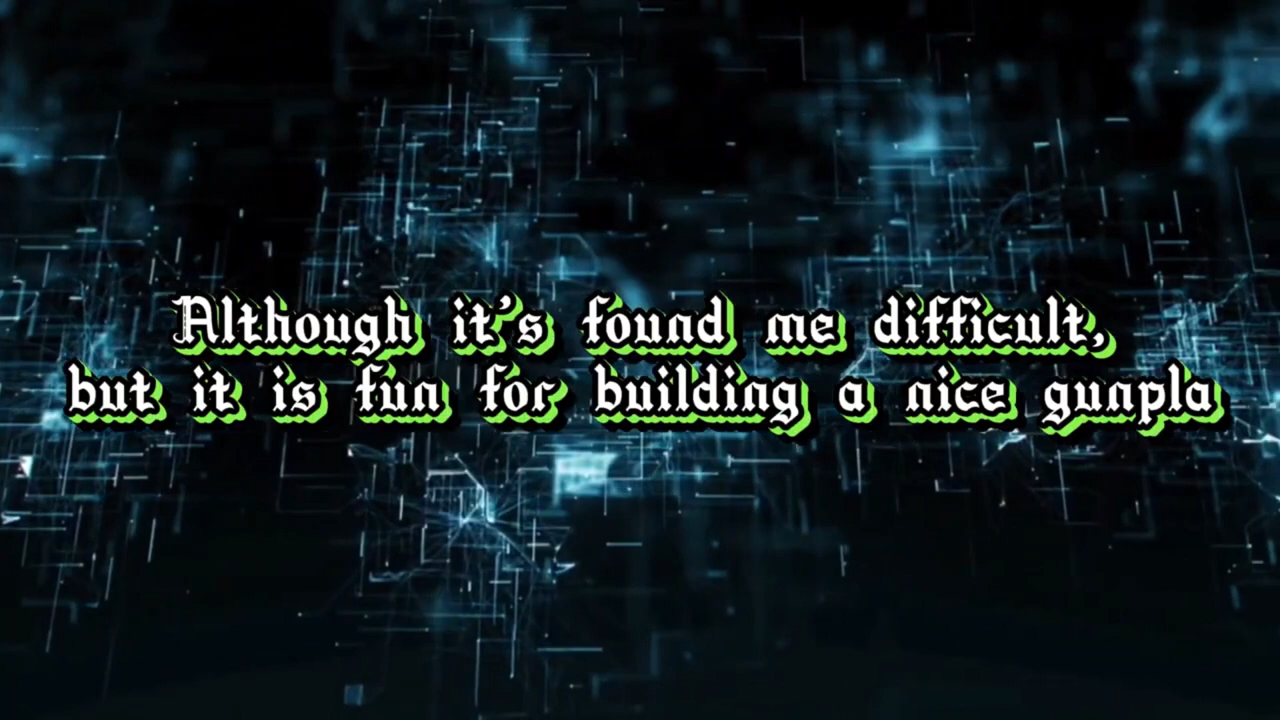 Although it's found me difficult,
but it is fun for building a nice gunpla